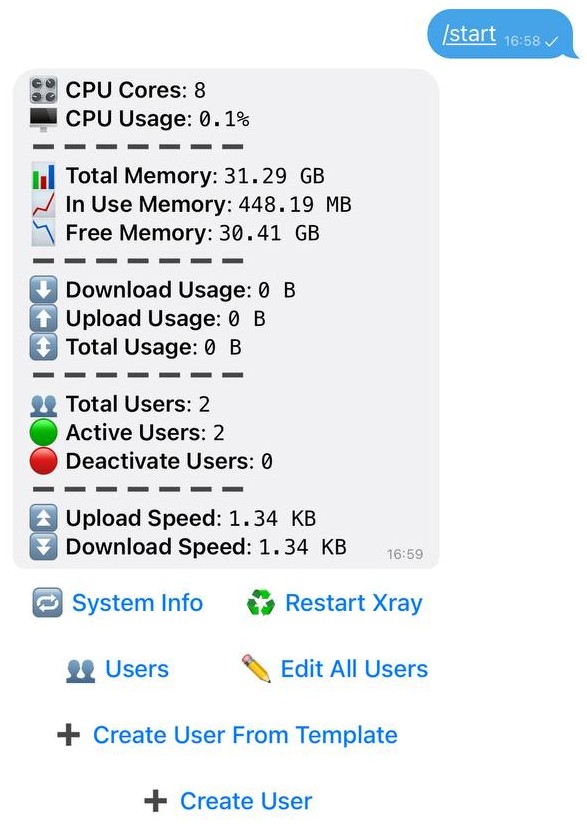 /start 16:58
CPU Cores: 8
CPU Usage: 0.1%
Total Memory: 31.29 GB
In Use Memory: 448.19 MB
Free Memory: 30.41 GB
Download Usage: 0 B
Upload Usage: 0 B
Total Usage: 0 B
Total Users: 2
Active Users: 2
Deactivate Users: 0
Upload Speed: 1.34 KB
Download Speed: 1.34 KB 16:59
System Info Restart Xray
Users Edit All Users
Create User From Template
Create User